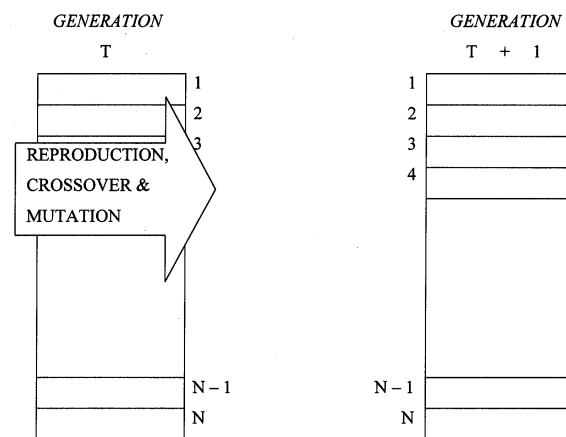 GENERATION
T
1
2
3
REPRODUCTION,
CROSSOVER &
MUTATION
N – 1
N
GENERATION
T + 1
1
2
3
4
N – 1
N